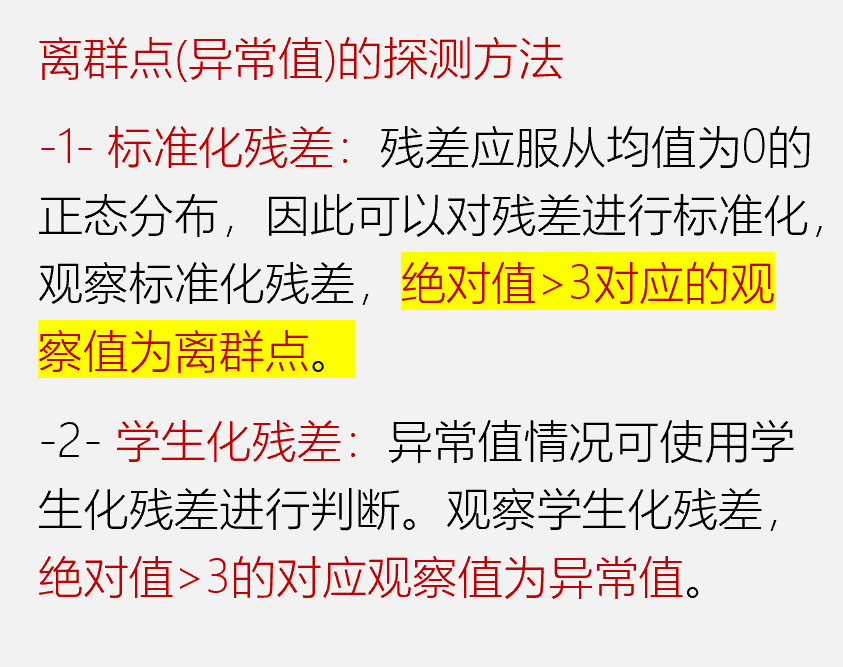 离群点(异常值)的探测方法
-1- 标准化残差：残差应服从均值为0的
正态分布，因此可以对残差进行标准化，
观察标准化残差，绝对值>3对应的观
察值为离群点。
-2- 学生化残差：异常值情况可使用学
生化残差进行判断。观察学生化残差，
绝对值>3的对应观察值为异常值。